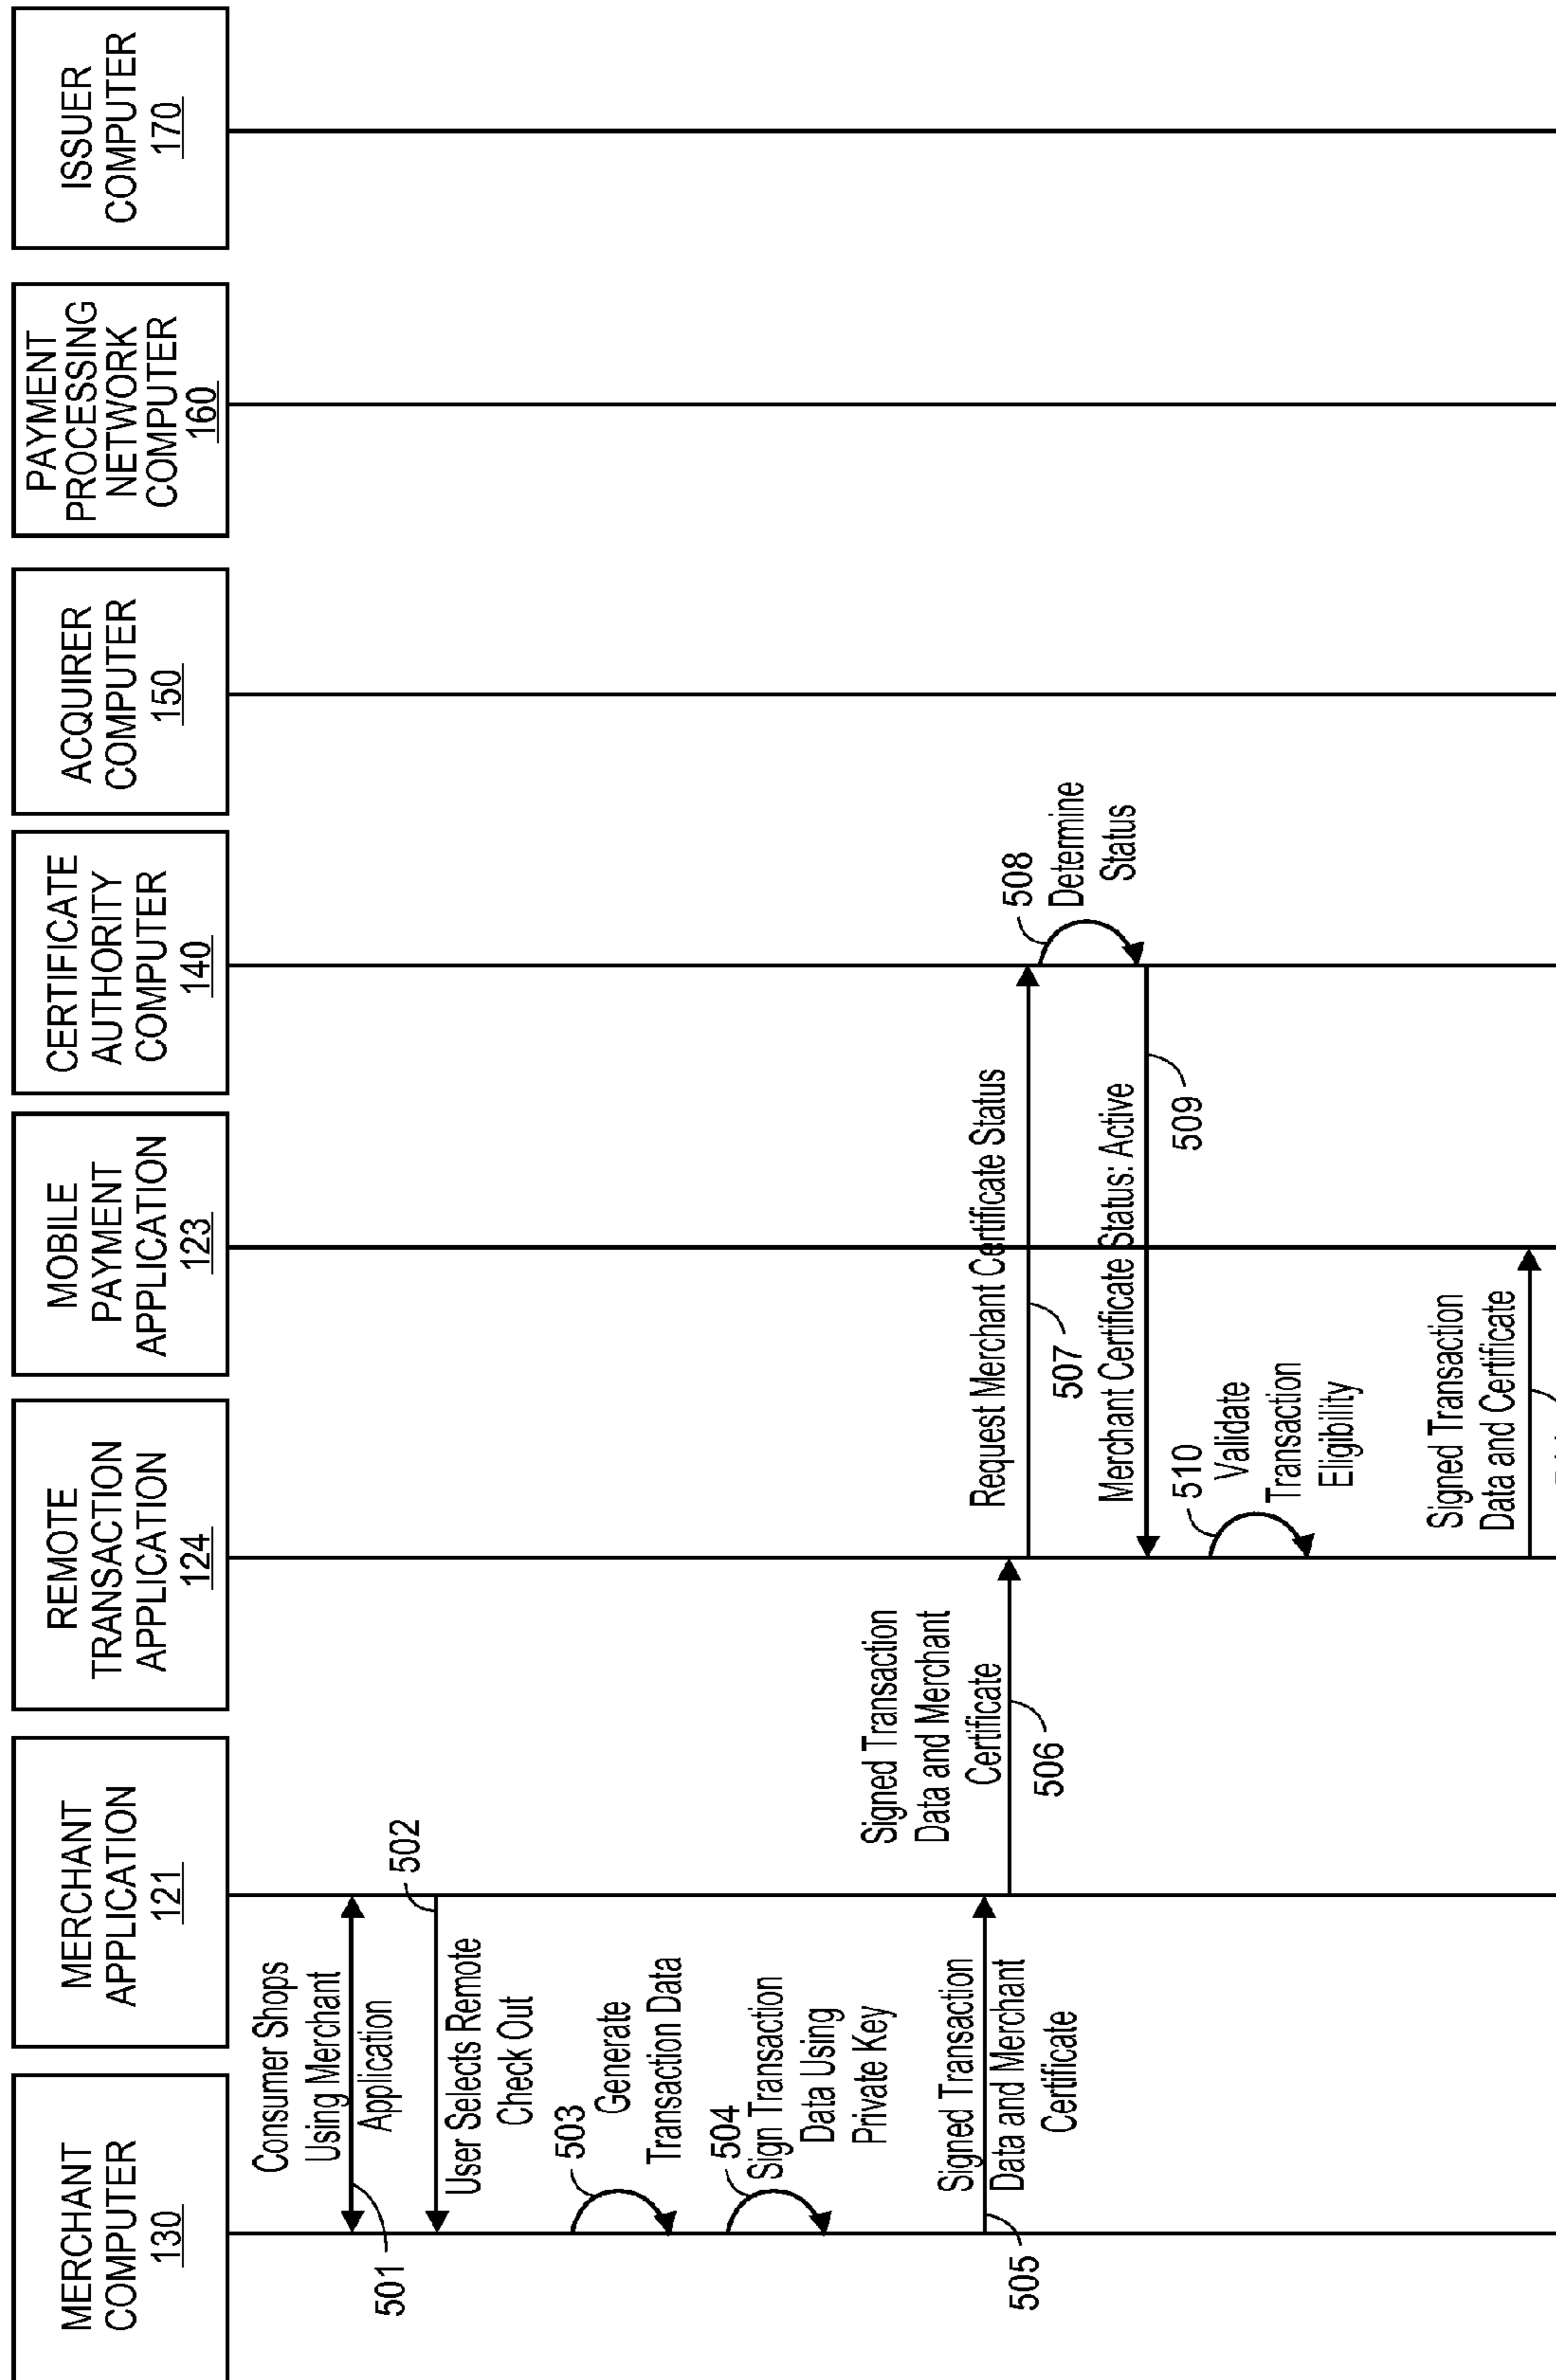 MERCHANT
COMPUTER
130
MERCHANT
APPLICATION
121
REMOTE
TRANSACTION
APPLICATION
124
MOBILE
PAYMENT
APPLICATION
123
CERTIFICATE
AUTHORITY
COMPUTER
140
ACQUIRER
COMPUTER
150
PAYMENT
PROCESSING
NETWORK
COMPUTER
160
ISSUER
COMPUTER
170
Consumer Shops
Using Merchant
Application
501
502
User Selects Remote
Check Out
503
Generate
Transaction Data
504
Sign Transaction
Data Using
Private Key
Signed Transaction
Data and Merchant
Certificate
505
Signed Transaction
Data and Merchant
Certificate
506
Request Merchant Certificate Status
507
508
Determine
Status
Merchant Certificate Status: Active
509
510
Validate
Transaction
Eligibility
Signed Transaction
Data and Certificate